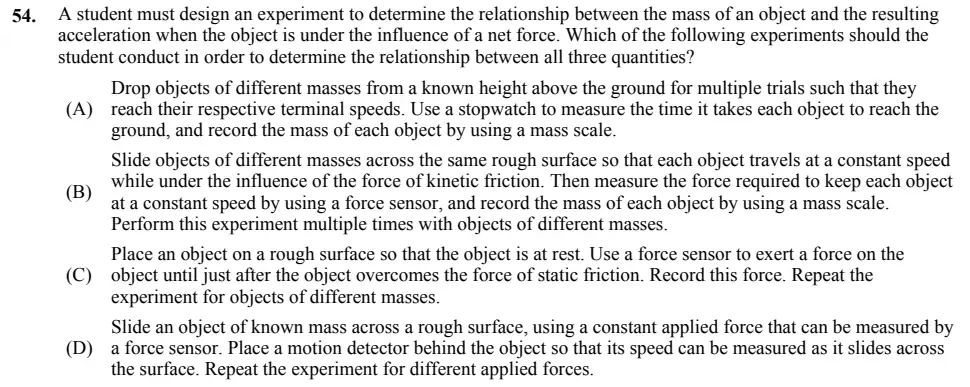 54. A student must design an experiment to determine the relationship between the mass of an object and the resulting
acceleration when the object is under the influence of a net force. Which of the following experiments should the
student conduct in order to determine the relationship between all three quantities?
Drop objects of different masses from a known height above the ground for multiple trials such that they
(A) reach their respective terminal speeds. Use a stopwatch to measure the time it takes each object to reach the
ground, and record the mass of each object by using a mass scale.
Slide objects of different masses across the same rough surface so that each object travels at a constant speed
while under the influence of the force of kinetic friction. Then measure the force required to keep each object
(B)
at a constant speed by using a force sensor, and record the mass of each object by using a mass scale.
Perform this experiment multiple times with objects of different masses.
Place an object on a rough surface so that the object is at rest. Use a force sensor to exert a force on the
(C) object until just after the object overcomes the force of static friction. Record this force. Repeat the
experiment for objects of different masses.
Slide an object of known mass across a rough surface, using a constant applied force that can be measured by
(D) a force sensor. Place a motion detector behind the object so that its speed can be measured as it slides across
the surface. Repeat the experiment for different applied forces.